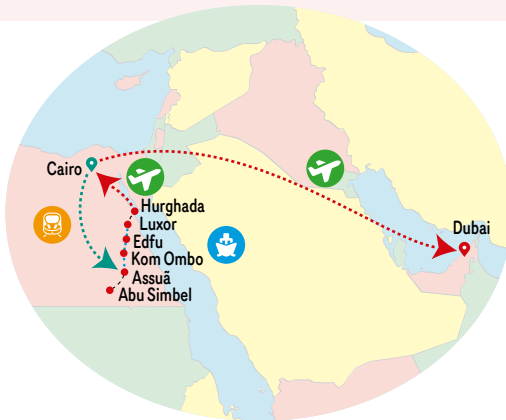 Cairo
Hurghada
Luxor
Edfu
Kom Ombo
Assuã
Abu Simbel
Dubai